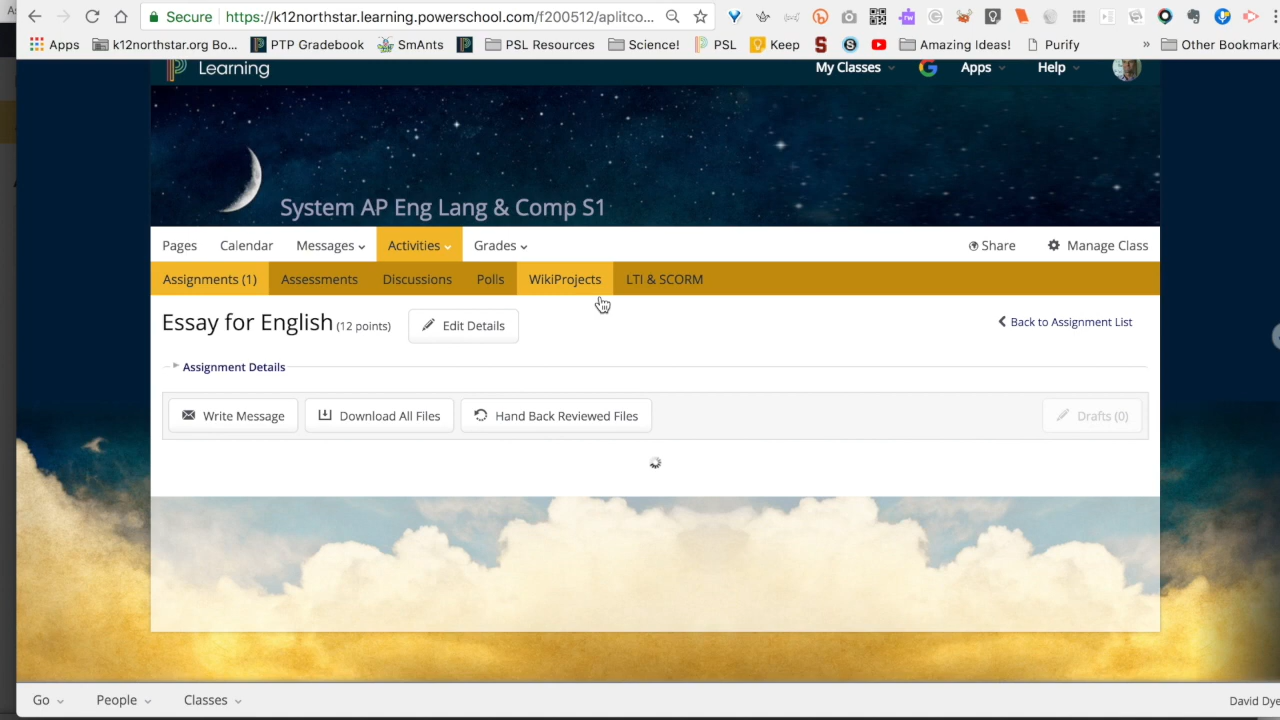 Secure https://k12northstar.learning.powerschool.com/f200512/aplitco...
Apps k12northstar.org Bo... PTP Gradebook SmAnts PSL Resources Science! PSL Keep Amazing Ideas! Purify » Other Bookmark
Learning My Classes Apps Help
System AP Eng Lang & Comp S1
Pages Calendar Messages Activities Grades Share Manage Class
Assignments (1) Assessments Discussions Polls WikiProjects LTI & SCORM
Essay for English (12 points) Edit Details Back to Assignment List
Assignment Details
Write Message Download All Files Hand Back Reviewed Files Drafts (0)
Go People Classes David Dye